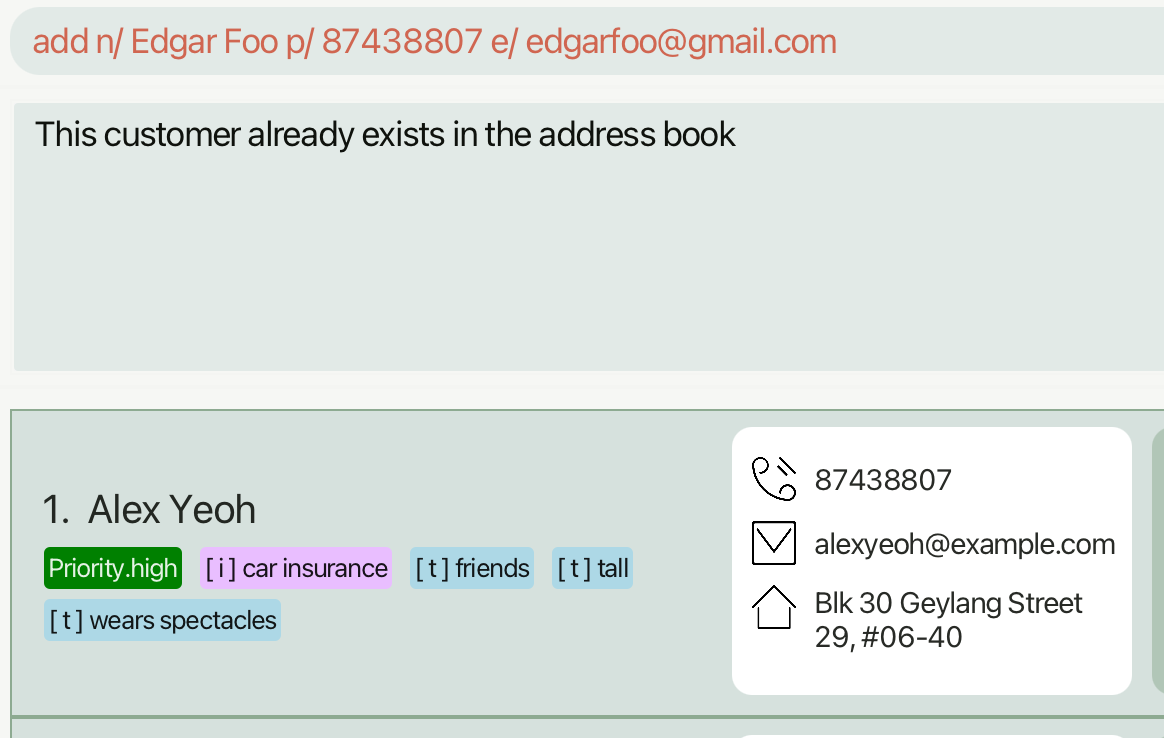 add n/ Edgar Foo p/ 87438807 e/ edgarfoo@gmail.com
This customer already exists in the address book
1. Alex Yeoh
Priority.high [ i ] car insurance [ t ] friends [ t ] tall
[ t ] wears spectacles
87438807
alexyeoh@example.com
Blk 30 Geylang Street
29, #06-40